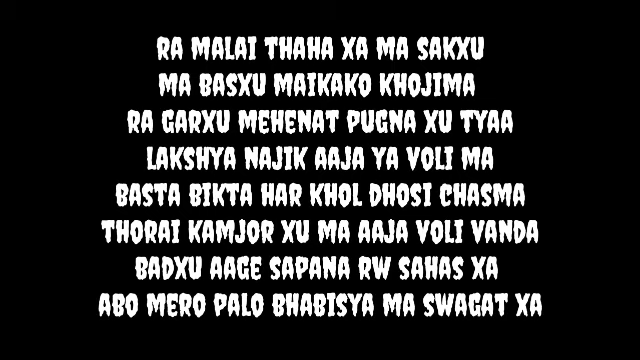 RA MALAI THAHA XA MA SAKXU
MA BASXU MAIKAKO KHOJIMA
RA GARXU MEHENAT PUGNA XU TYAA
LAKSHYA NAJIK AAJA YA VOLI MA
BASTA BIKTA HAR KHOL DHOSI CHASMA
THORAI KAMJOR XU MA AAJA VOLI VANDA
BADXU AAGE SAPANA RW SAHAS XA
ABO MERO PALO BHABISYA MA SWAGAT XA